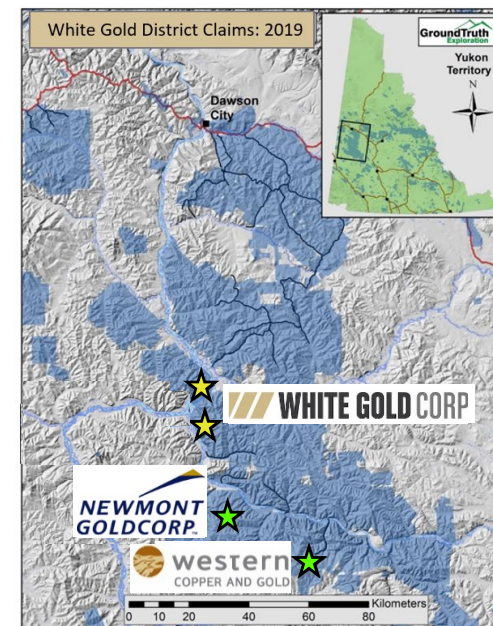 White Gold District Claims: 2019
GroundTruth
Exploration
Yukon
Territory
N
Dawson
City
WHITE GOLD CORP
NEWMONT
GOLDCORP™
western
COPPER AND GOLD
Kilometers
0 10 20 40 60 80